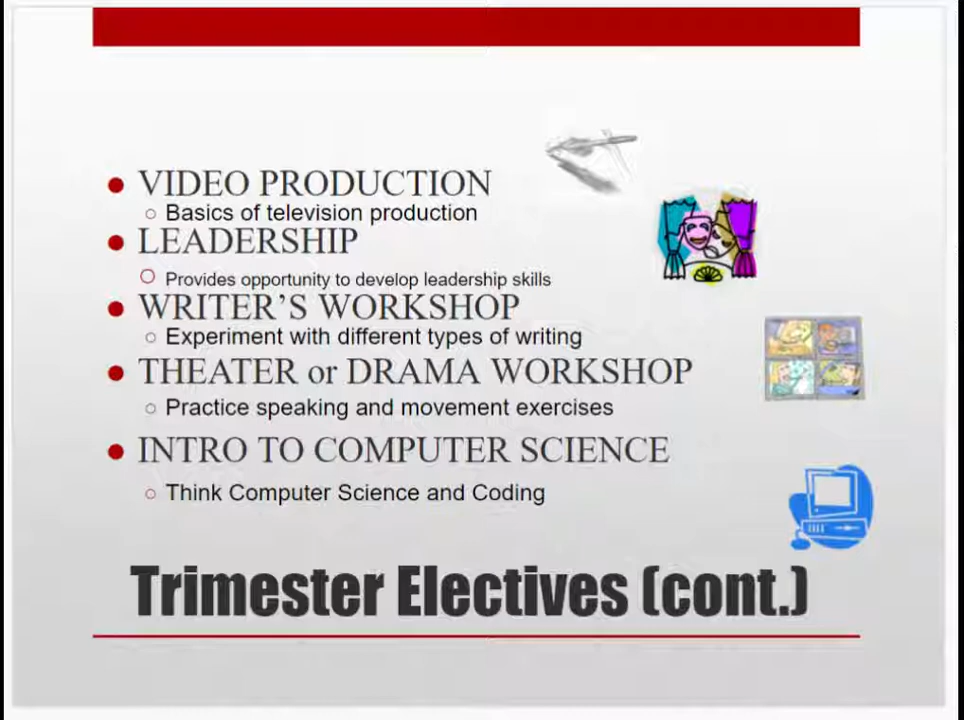 VIDEO PRODUCTION
Basics of television production
LEADERSHIP
Provides opportunity to develop leadership skills
WRITER’S WORKSHOP
Experiment with different types of writing
THEATER or DRAMA WORKSHOP
Practice speaking and movement exercises
INTRO TO COMPUTER SCIENCE
Think Computer Science and Coding
Trimester Electives (cont.)